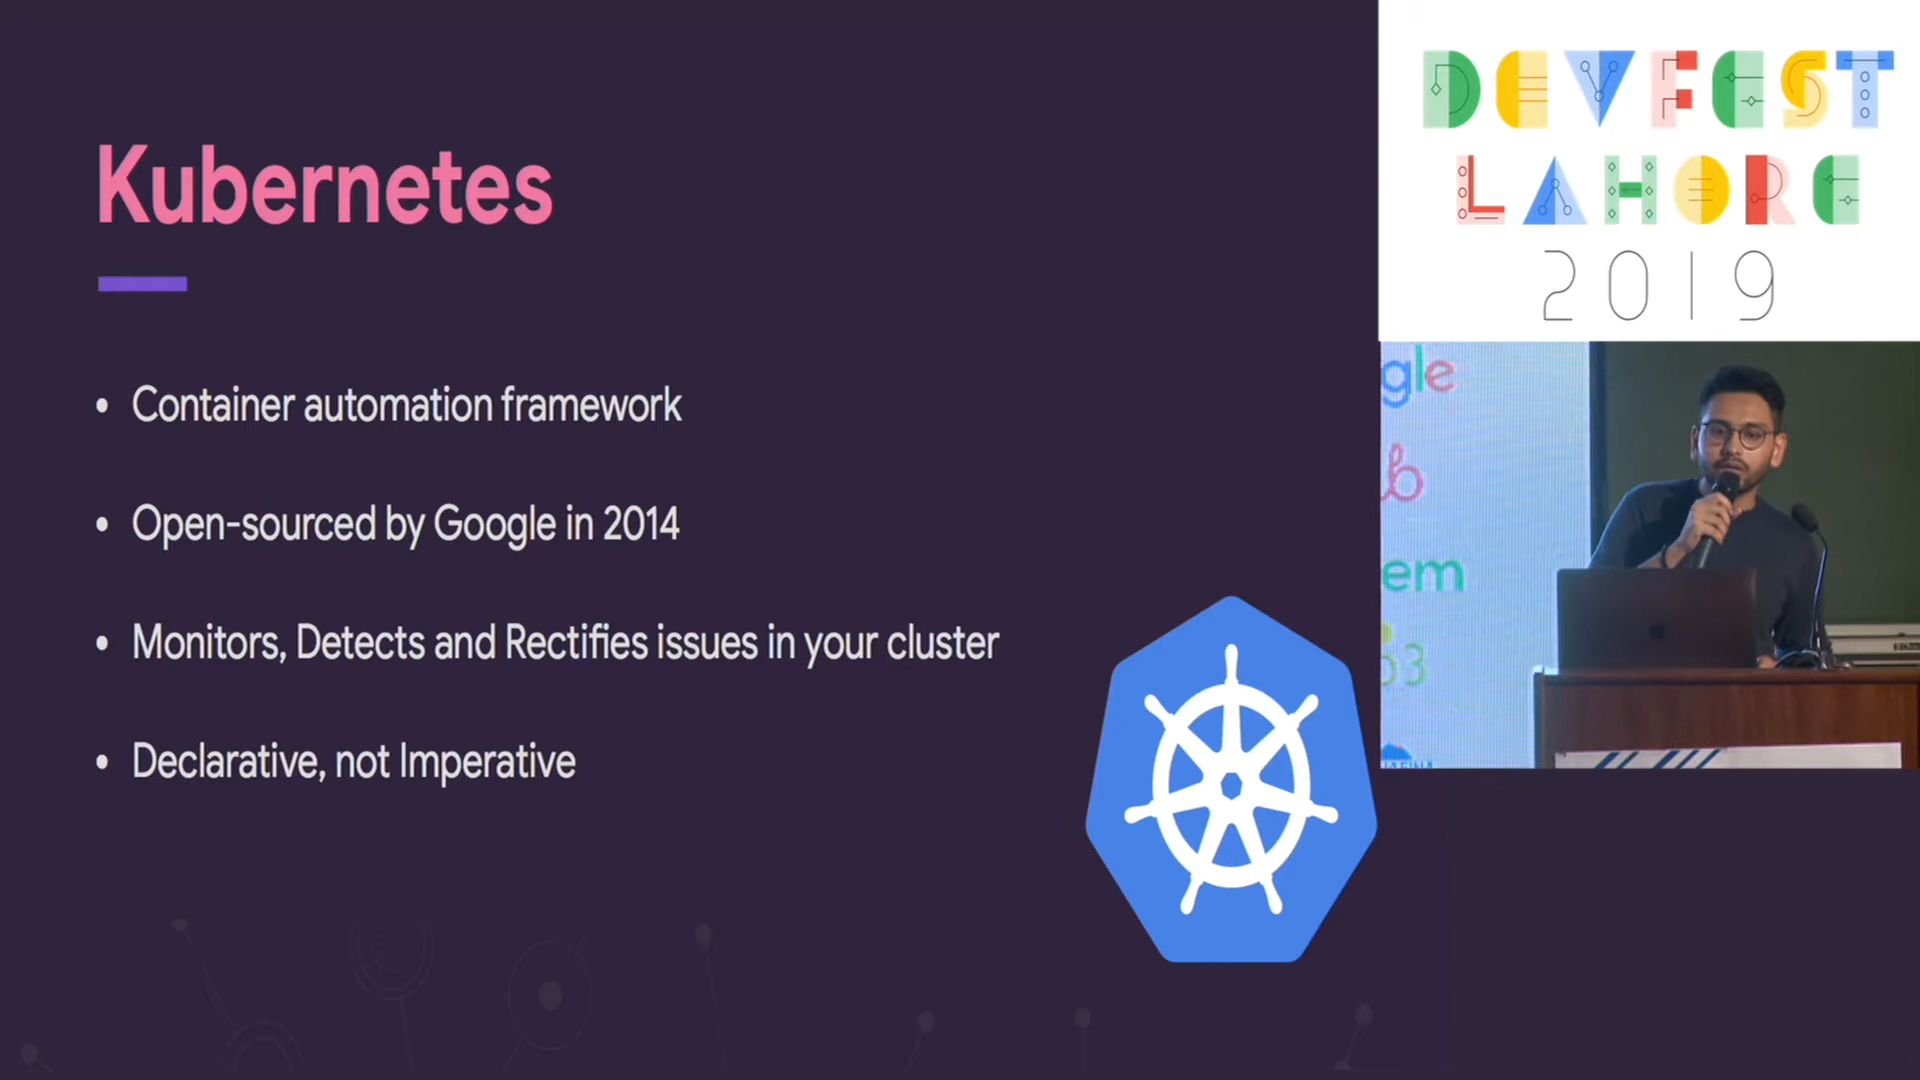 Kubernetes
• Container automation framework
• Open-sourced by Google in 2014
• Monitors, Detects and Rectifies issues in your cluster
• Declarative, not Imperative
DEVFEST
LAHORE
2019
gle
b
em
03